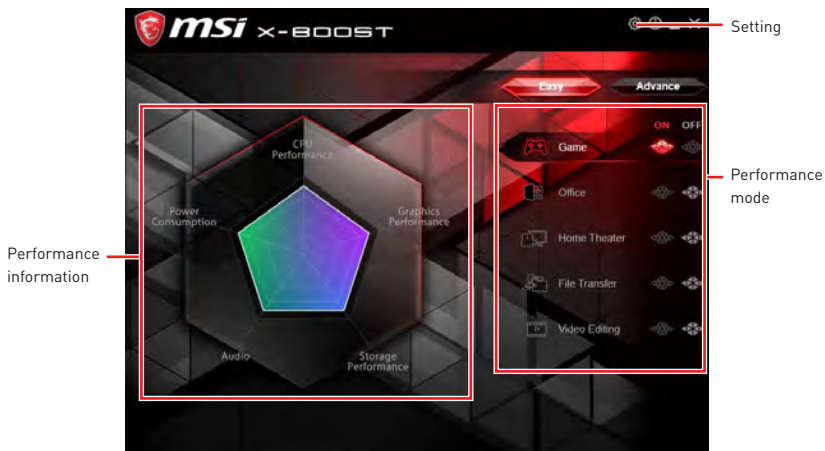 msi X-BOOST
Setting
Easy
Advance
ON OFF
Game
Office
Home Theater
File Transfer
Video Editing
Performance
mode
CPU
Performance
Power
Consumption
Graphics
Performance
Audio
Storage
Performance
Performance
information